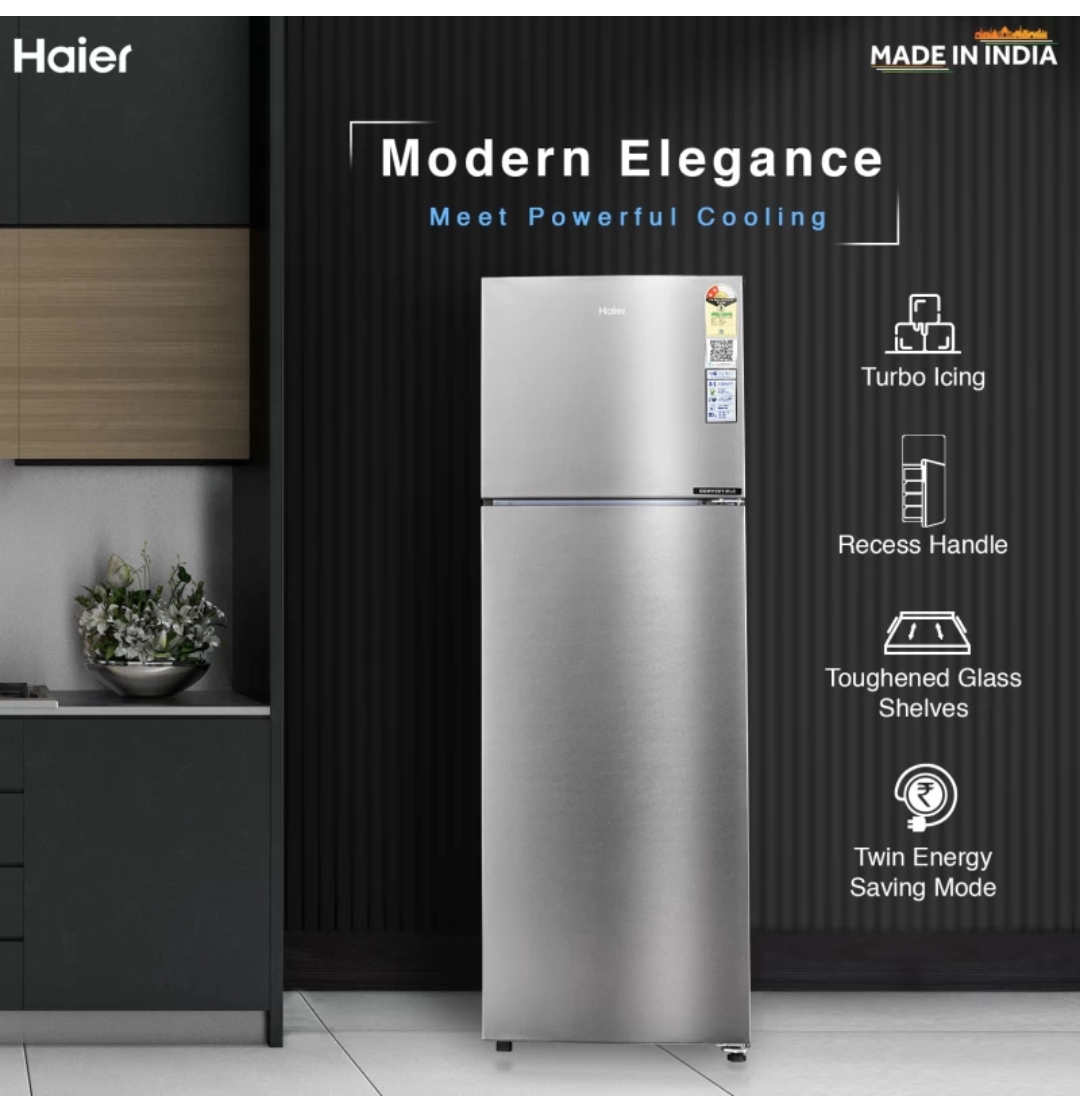 Haier
MADE IN INDIA
Modern Elegance
Meet Powerful Cooling
Haier
CONVERTIBLE
Turbo Icing
Recess Handle
Toughened Glass
Shelves
₹
Twin Energy
Saving Mode